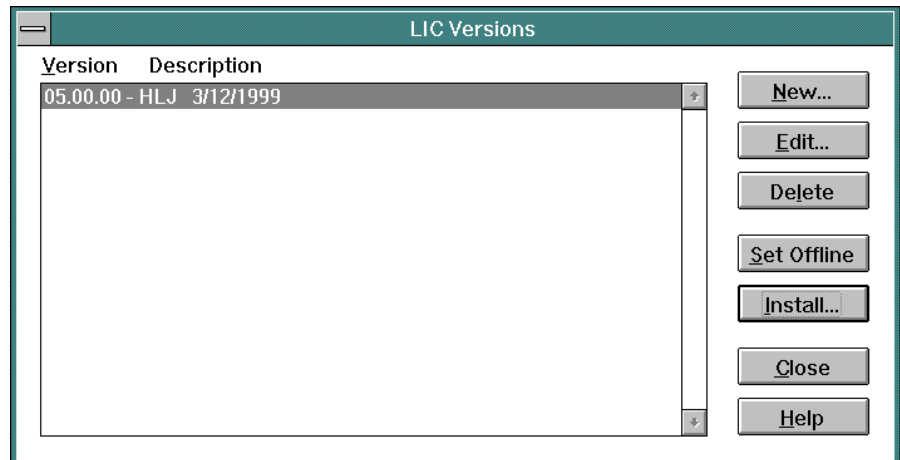 LIC Versions
Version Description
05.00.00 - HLJ 3/12/1999
New...
Edit...
Delete
Set Offline
Install...
Close
Help